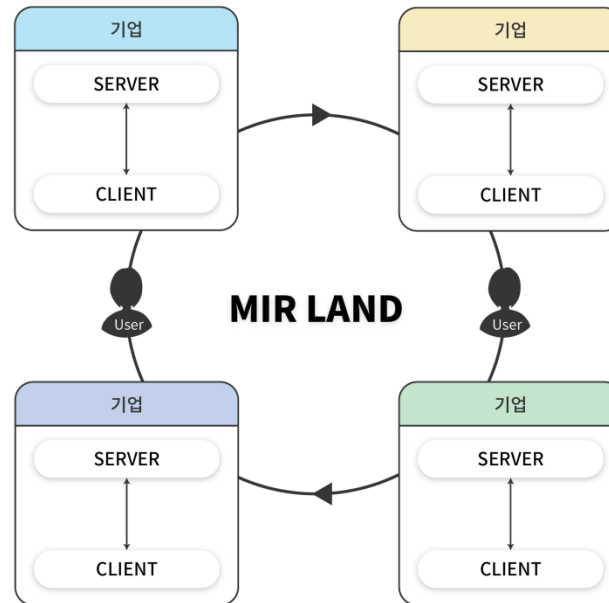 기업
SERVER
CLIENT
기업
SERVER
CLIENT
User
MIR LAND
User
기업
SERVER
CLIENT
기업
SERVER
CLIENT